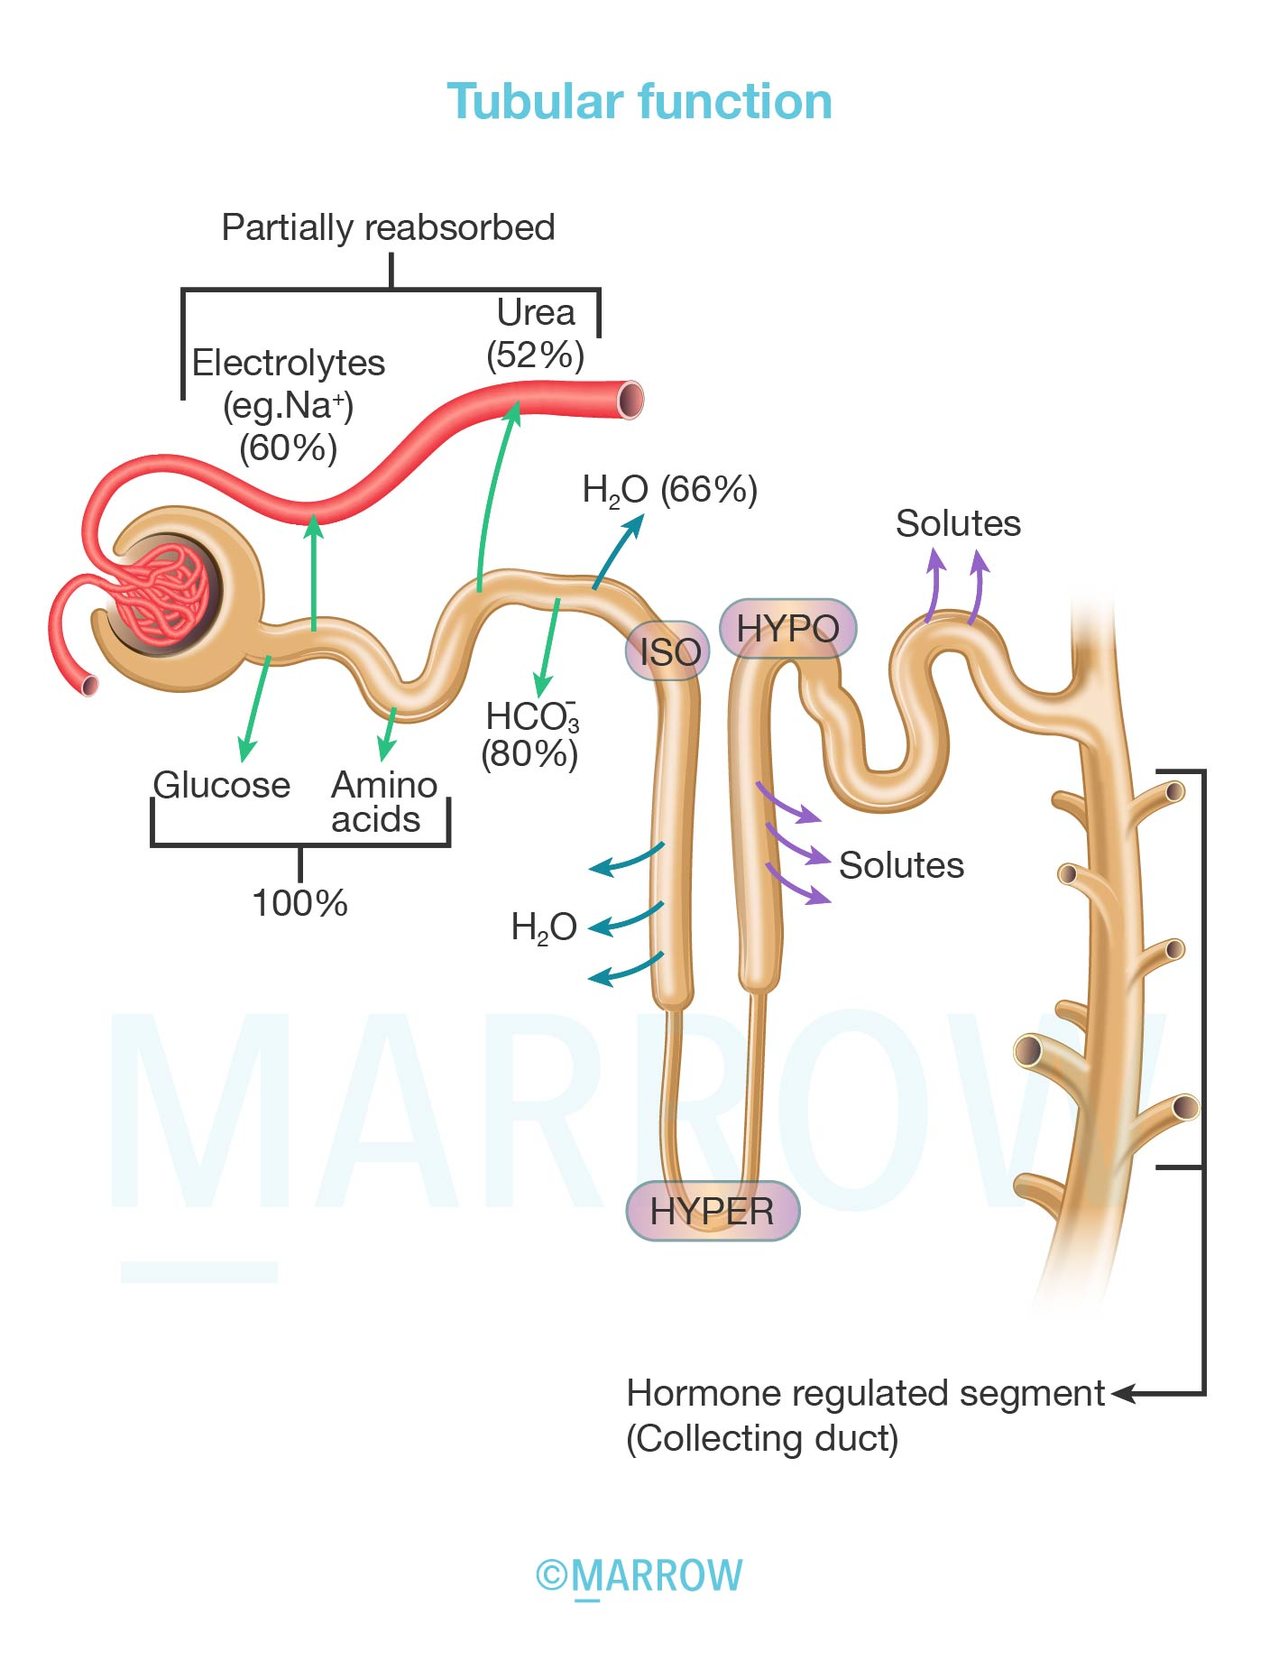 Tubular function
Partially reabsorbed
Urea
(52%)
Electrolytes
(eg.Na⁺)
(60%)
H₂O (66%)
Solutes
ISO
HYPO
HCO₃⁻
(80%)
Glucose
Amino
acids
100%
H₂O
Solutes
MARROW
HYPER
Hormone regulated segment
(Collecting duct)
©MARROW